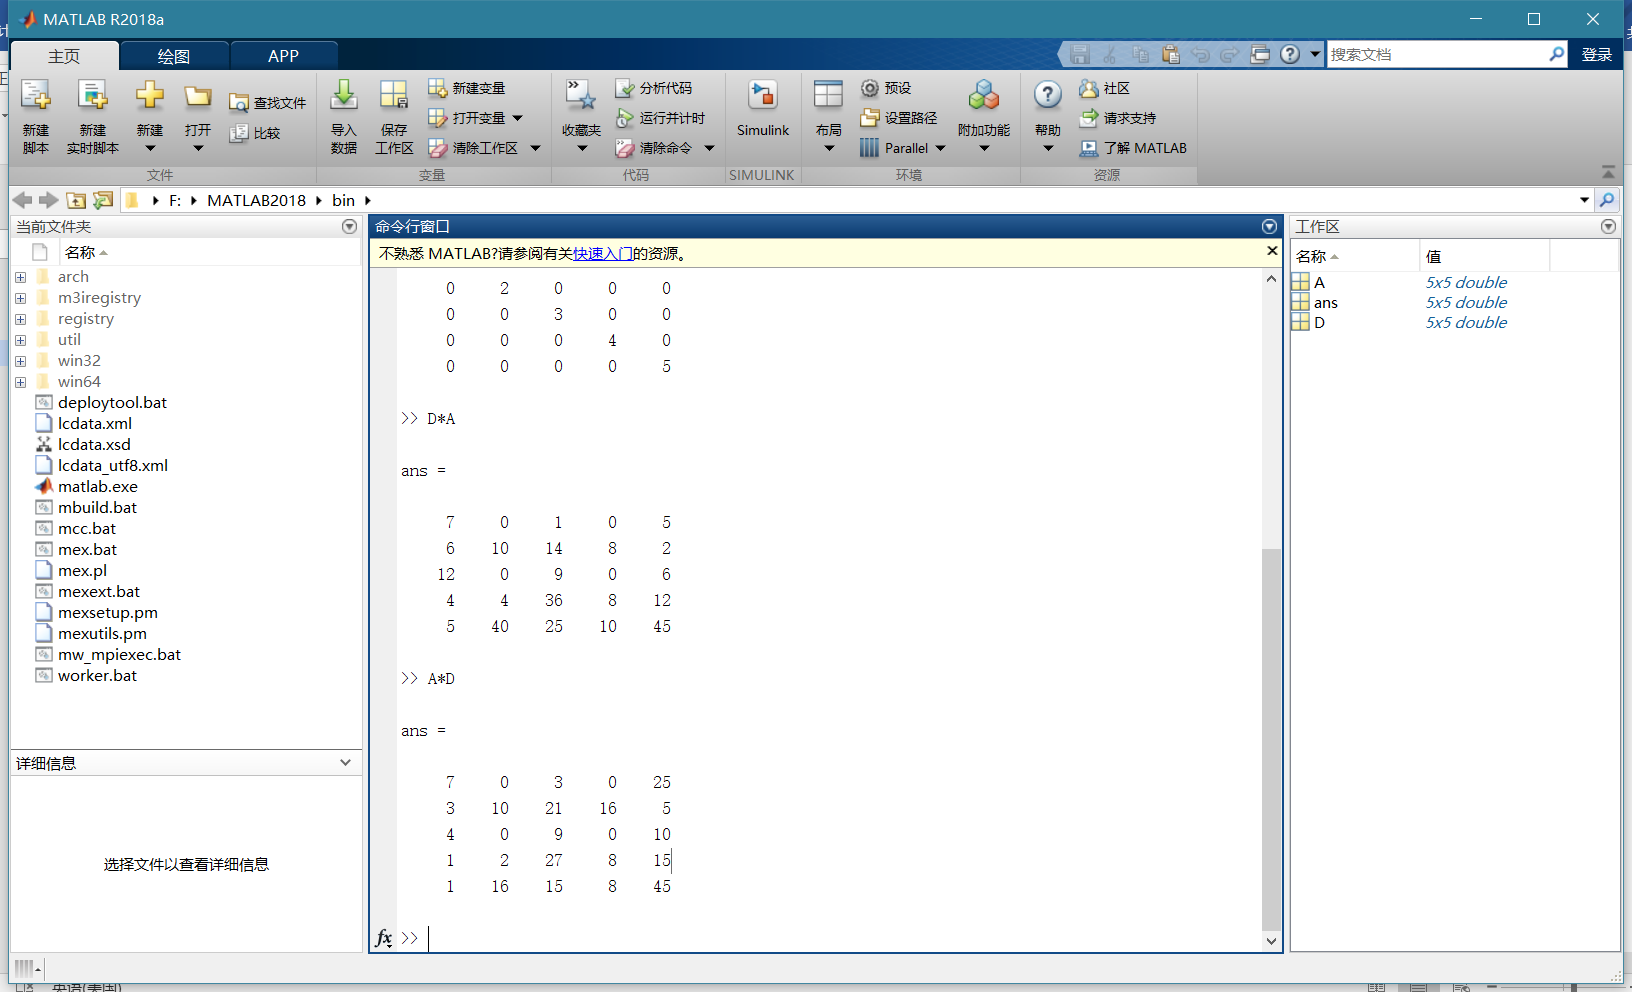 MATLAB R2018a
主页 绘图 APP 搜索文档 登录
新建脚本 新建实时脚本 新建 打开 查找文件 比较
导入数据 保存工作区 新建变量 打开变量 清除工作区
收藏夹 分析代码 运行并计时 清除命令
Simulink
布局 预设 设置路径 Parallel 附加功能
帮助 社区 请求支持 了解 MATLAB
文件 变量 代码 SIMULINK 环境 资源
F: MATLAB2018 bin
当前文件夹
名称
arch
m3iregistry
registry
util
win32
win64
deploytool.bat
lcdata.xml
lcdata.xsd
lcdata_utf8.xml
matlab.exe
mbuild.bat
mcc.bat
mex.bat
mex.pl
mexext.bat
mexsetup.pm
mexutils.pm
mw_mpiexec.bat
worker.bat
详细信息
选择文件以查看详细信息
命令行窗口
不熟悉 MATLAB?请参阅有关快速入门的资源。
0 2 0 0 0
0 0 3 0 0
0 0 0 4 0
0 0 0 0 5
>> D*A
ans =
7 0 1 0 5
6 10 14 8 2
12 0 9 0 6
4 4 36 8 12
5 40 25 10 45
>> A*D
ans =
7 0 3 0 25
3 10 21 16 5
4 0 9 0 10
1 2 27 8 15
1 16 15 8 45
fx >>
工作区
名称 值
A 5x5 double
ans 5x5 double
D 5x5 double
英语(美国)